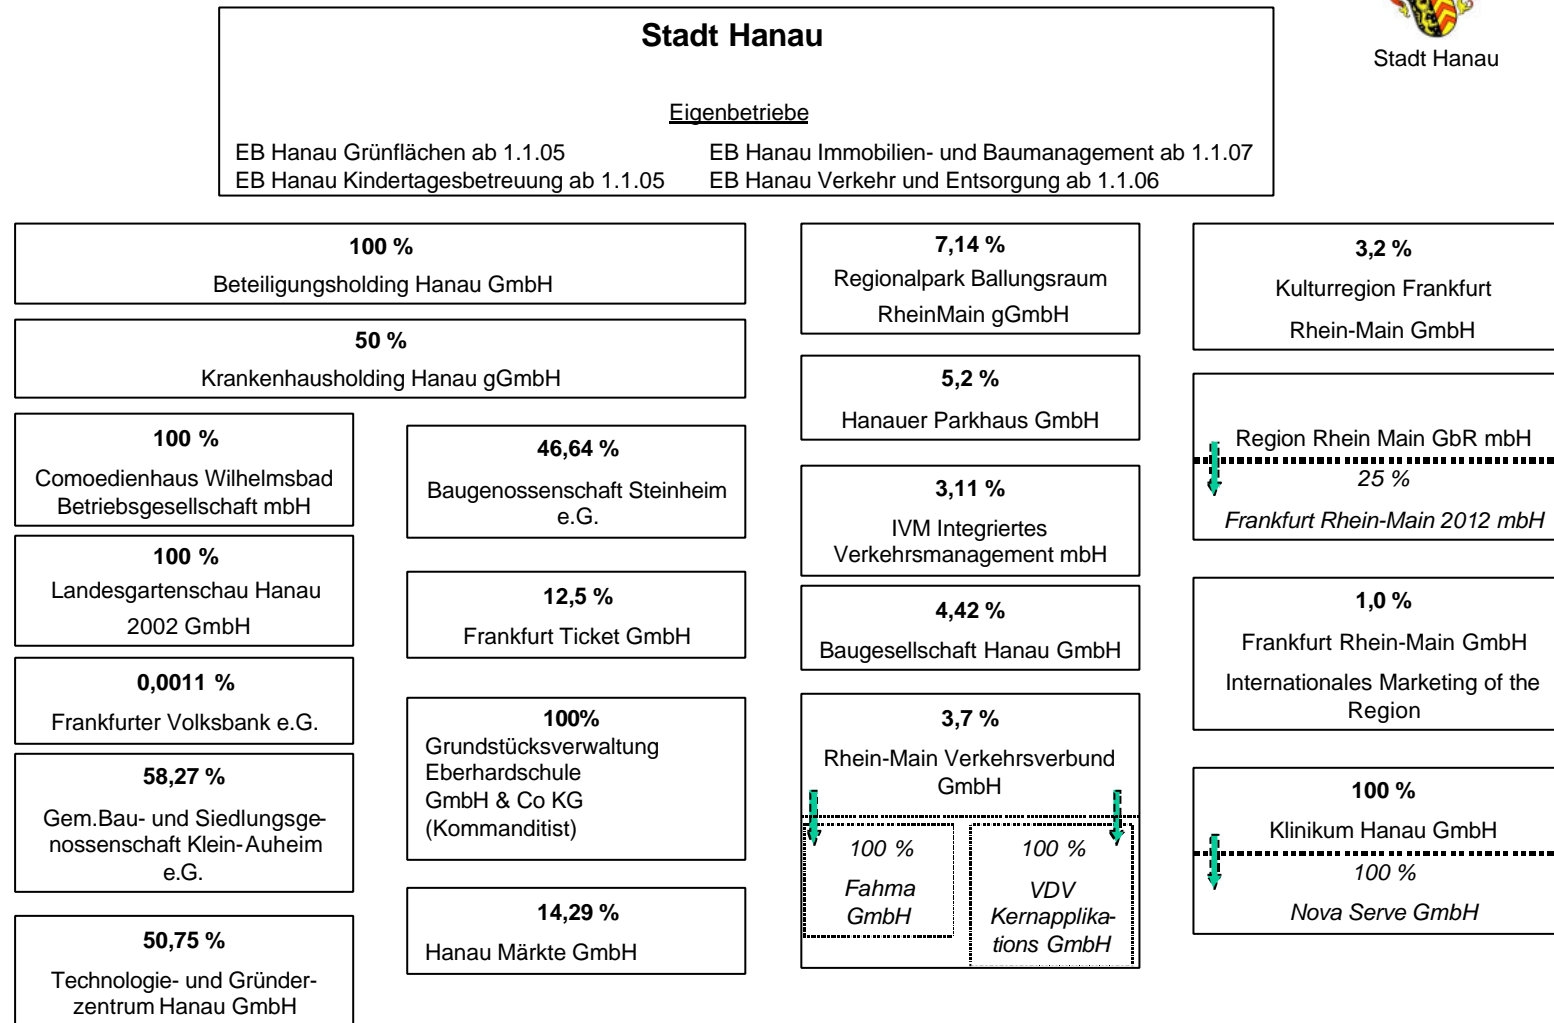 Stadt Hanau
Stadt Hanau
Eigenbetriebe
EB Hanau Grünflächen ab 1.1.05
EB Hanau Immobilien- und Baumanagement ab 1.1.07
EB Hanau Kindertagesbetreuung ab 1.1.05
EB Hanau Verkehr und Entsorgung ab 1.1.06
100 %
Beteiligungsholding Hanau GmbH
50 %
Krankenhausholding Hanau gGmbH
100 %
Comoedienhaus Wilhelmsbad
Betriebsgesellschaft mbH
100 %
Landesgartenschau Hanau
2002 GmbH
0,0011 %
Frankfurter Volksbank e.G.
58,27 %
Gem.Bau- und Siedlungsge-
nossenschaft Klein-Auheim
e.G.
50,75 %
Technologie- und Gründer-
zentrum Hanau GmbH
46,64 %
Baugenossenschaft Steinheim
e.G.
12,5 %
Frankfurt Ticket GmbH
100%
Grundstücksverwaltung
Eberhardschule
GmbH & Co KG
(Kommanditist)
14,29 %
Hanau Märkte GmbH
7,14 %
Regionalpark Ballungsraum
RheinMain gGmbH
5,2 %
Hanauer Parkhaus GmbH
3,11 %
IVM Integriertes
Verkehrsmanagement mbH
4,42 %
Baugesellschaft Hanau GmbH
3,7 %
Rhein-Main Verkehrsverbund
GmbH
100 %
Fahma
GmbH
100 %
VDV
Kernapplika-
tions GmbH
3,2 %
Kulturregion Frankfurt
Rhein-Main GmbH
Region Rhein Main GbR mbH
25 %
Frankfurt Rhein-Main 2012 mbH
1,0 %
Frankfurt Rhein-Main GmbH
Internationales Marketing of the
Region
100 %
Klinikum Hanau GmbH
100 %
Nova Serve GmbH